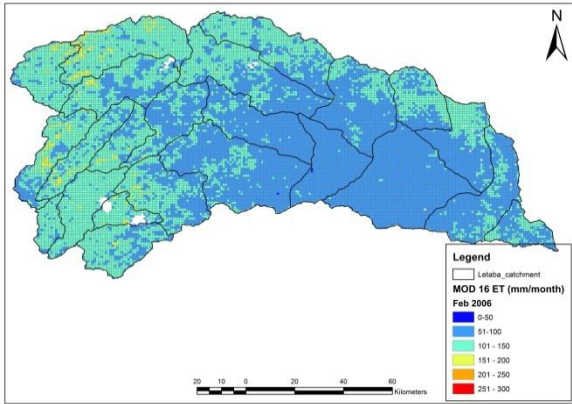 N
Legend
Letaba_catchment
MOD 16 ET (mm/month)
Feb 2006
0-50
51-100
101 - 150
151 - 200
201 - 250
251 - 300
20 10 0 20 40 60
Kilometers